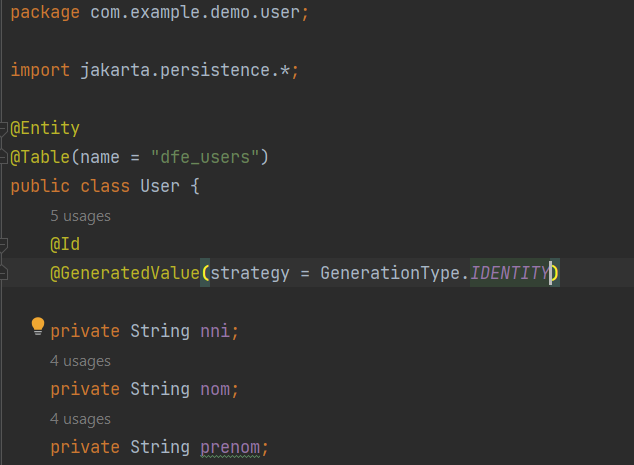 package com.example.demo.user;
import jakarta.persistence.*;
@Entity
@Table(name = "dfe_users")
public class User {
5 usages
@Id
@GeneratedValue(strategy = GenerationType.IDENTITY)
private String nni;
4 usages
private String nom;
4 usages
private String prenom;